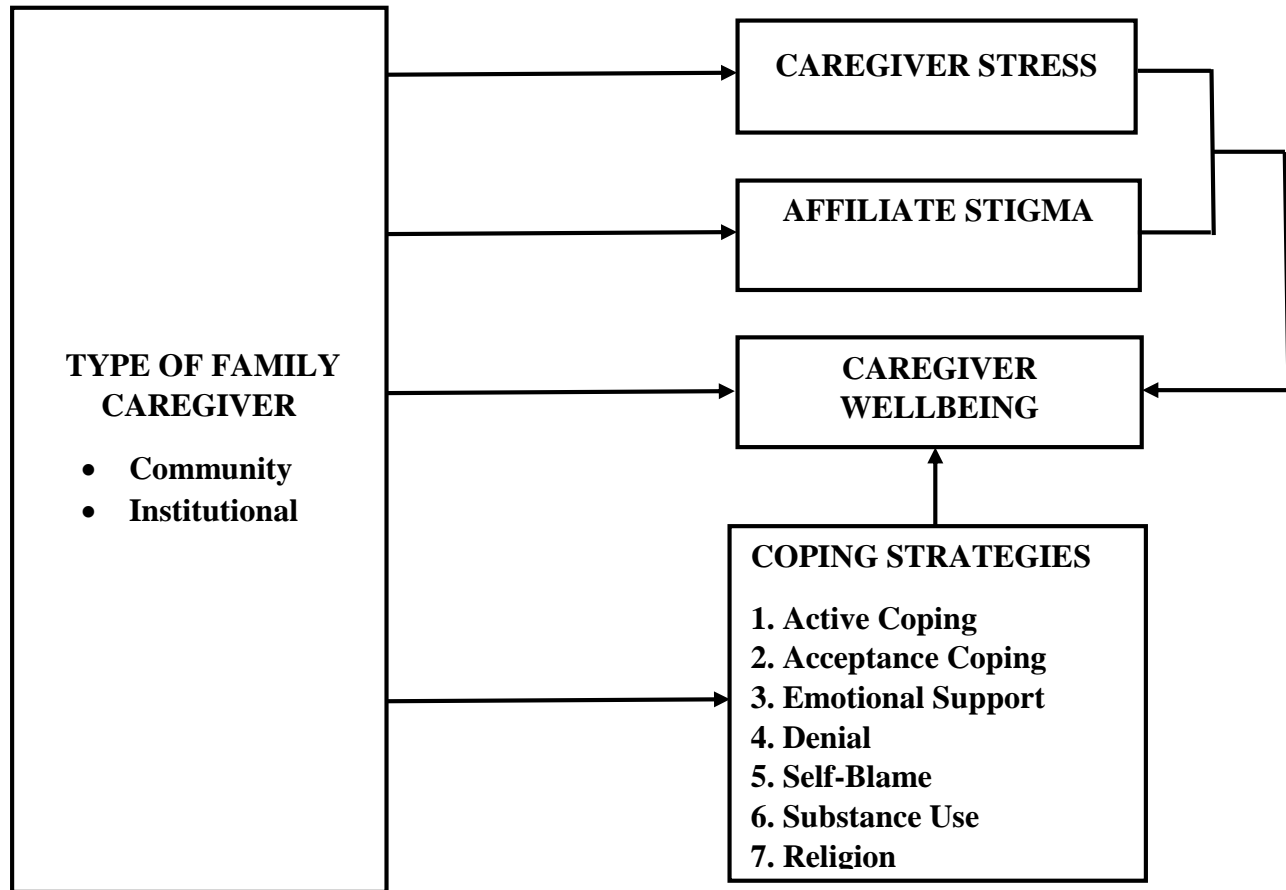 CAREGIVER STRESS
AFFILIATE STIGMA
TYPE OF FAMILY
CAREGIVER
• Community
• Institutional
CAREGIVER
WELLBEING
COPING STRATEGIES
1. Active Coping
2. Acceptance Coping
3. Emotional Support
4. Denial
5. Self-Blame
6. Substance Use
7. Religion